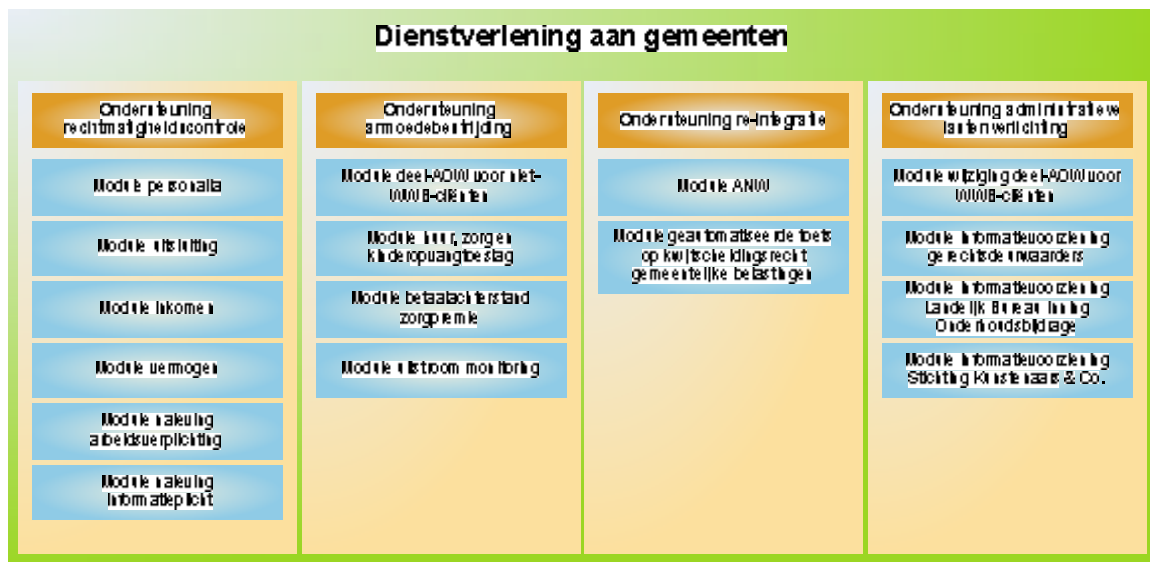 Dienstverlening aan gemeenten
Ondersteuning
rechtmatigheidscontrole
Module personalia
Module uitsluiting
Module inkomen
Module vermogen
Module naleving
arbeidsverplichting
Module naleving
informatieplicht
Ondersteuning
armoedebestrijding
Module deel-AOW voor niet-
WWB-cliënten
Module huur, zorg en
kinderopvangtoeslag
Module betaalachterstand
zorgpremie
Module uitstroom monitoring
Ondersteuning re-integratie
Module ANW
Module geautomatiseerde toets
op kwijtscheldingsrecht
gemeentelijke belastingen
Ondersteuning administratieve
lastenverlichting
Module wijziging deel-AOW voor
WWB-cliënten
Module informatievoorziening
gerechtsdeurwaarders
Module informatievoorziening
Landelijk Bureau Inning
Onderhoudsbijdrage
Module informatievoorziening
Stichting Kunstenaars & Co.